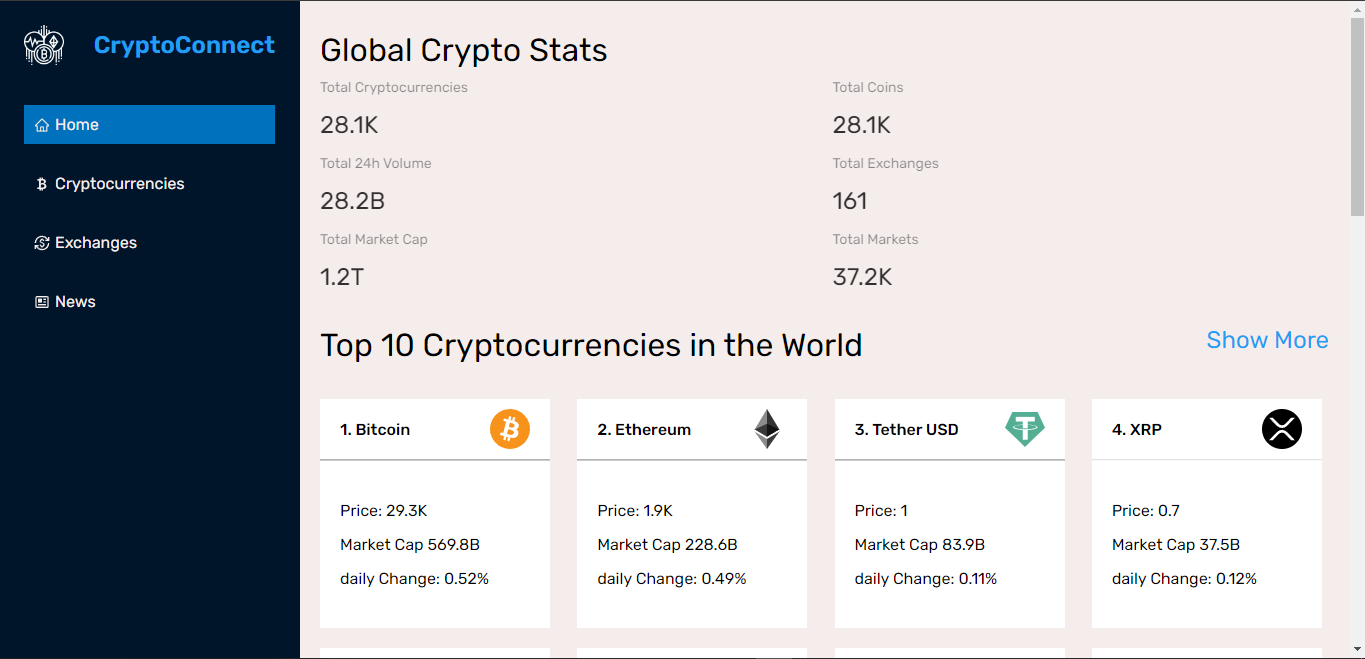 CryptoConnect
Home
Cryptocurrencies
Exchanges
News
Global Crypto Stats
Total Cryptocurrencies
28.1K
Total Coins
28.1K
Total 24h Volume
28.2B
Total Exchanges
161
Total Market Cap
1.2T
Total Markets
37.2K
Top 10 Cryptocurrencies in the World
Show More
1. Bitcoin
Price: 29.3K
Market Cap 569.8B
daily Change: 0.52%
2. Ethereum
Price: 1.9K
Market Cap 228.6B
daily Change: 0.49%
3. Tether USD
Price: 1
Market Cap 83.9B
daily Change: 0.11%
4. XRP
Price: 0.7
Market Cap 37.5B
daily Change: 0.12%